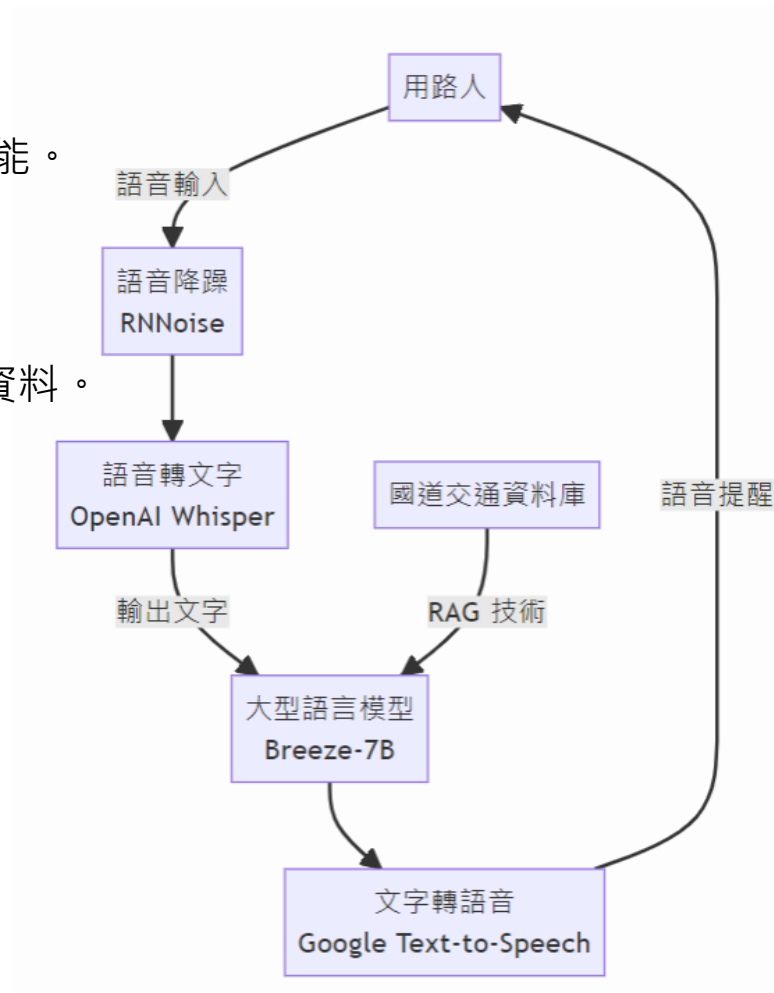 用路人
能。
語音輸入
語音降躁
RNNoise
資料。
語音轉文字
OpenAI Whisper
國道交通資料庫
語音提醒
輸出文字
RAG 技術
大型語言模型
Breeze-7B
文字轉語音
Google Text-to-Speech